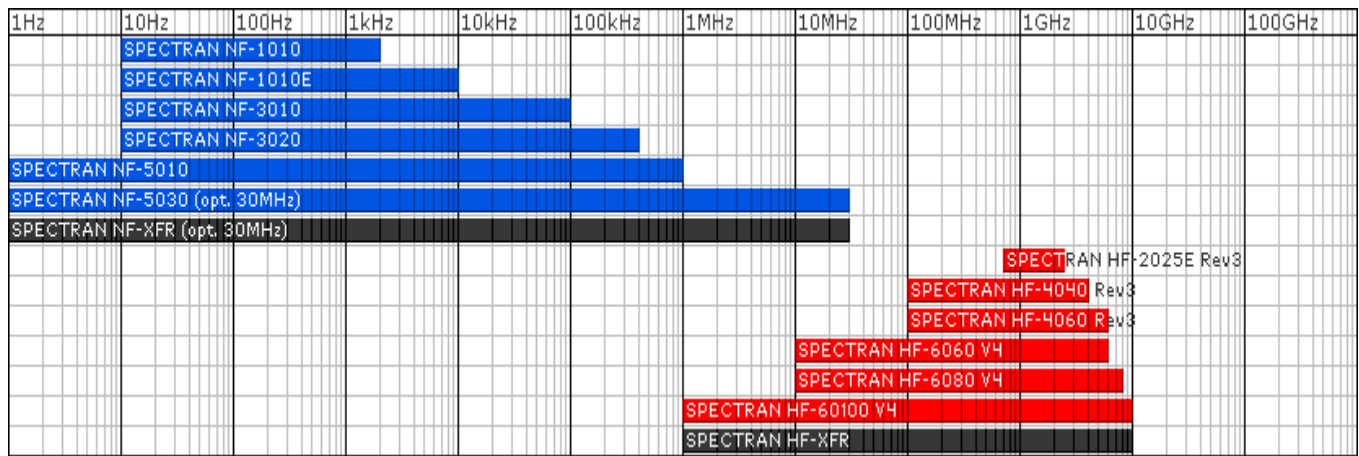 1Hz 10Hz 100Hz 1kHz 10kHz 100kHz 1MHz 10MHz 100MHz 1GHz 10GHz 100GHz
SPECTRAN NF-1010
SPECTRAN NF-1010E
SPECTRAN NF-3010
SPECTRAN NF-3020
SPECTRAN NF-5010
SPECTRAN NF-5030 (opt. 30MHz)
SPECTRAN NF-XFR (opt. 30MHz)
SPECTRAN HF-2025E Rev3
SPECTRAN HF-4040 Rev3
SPECTRAN HF-4060 Rev3
SPECTRAN HF-6060 V4
SPECTRAN HF-6080 V4
SPECTRAN HF-60100 V4
SPECTRAN HF-XFR